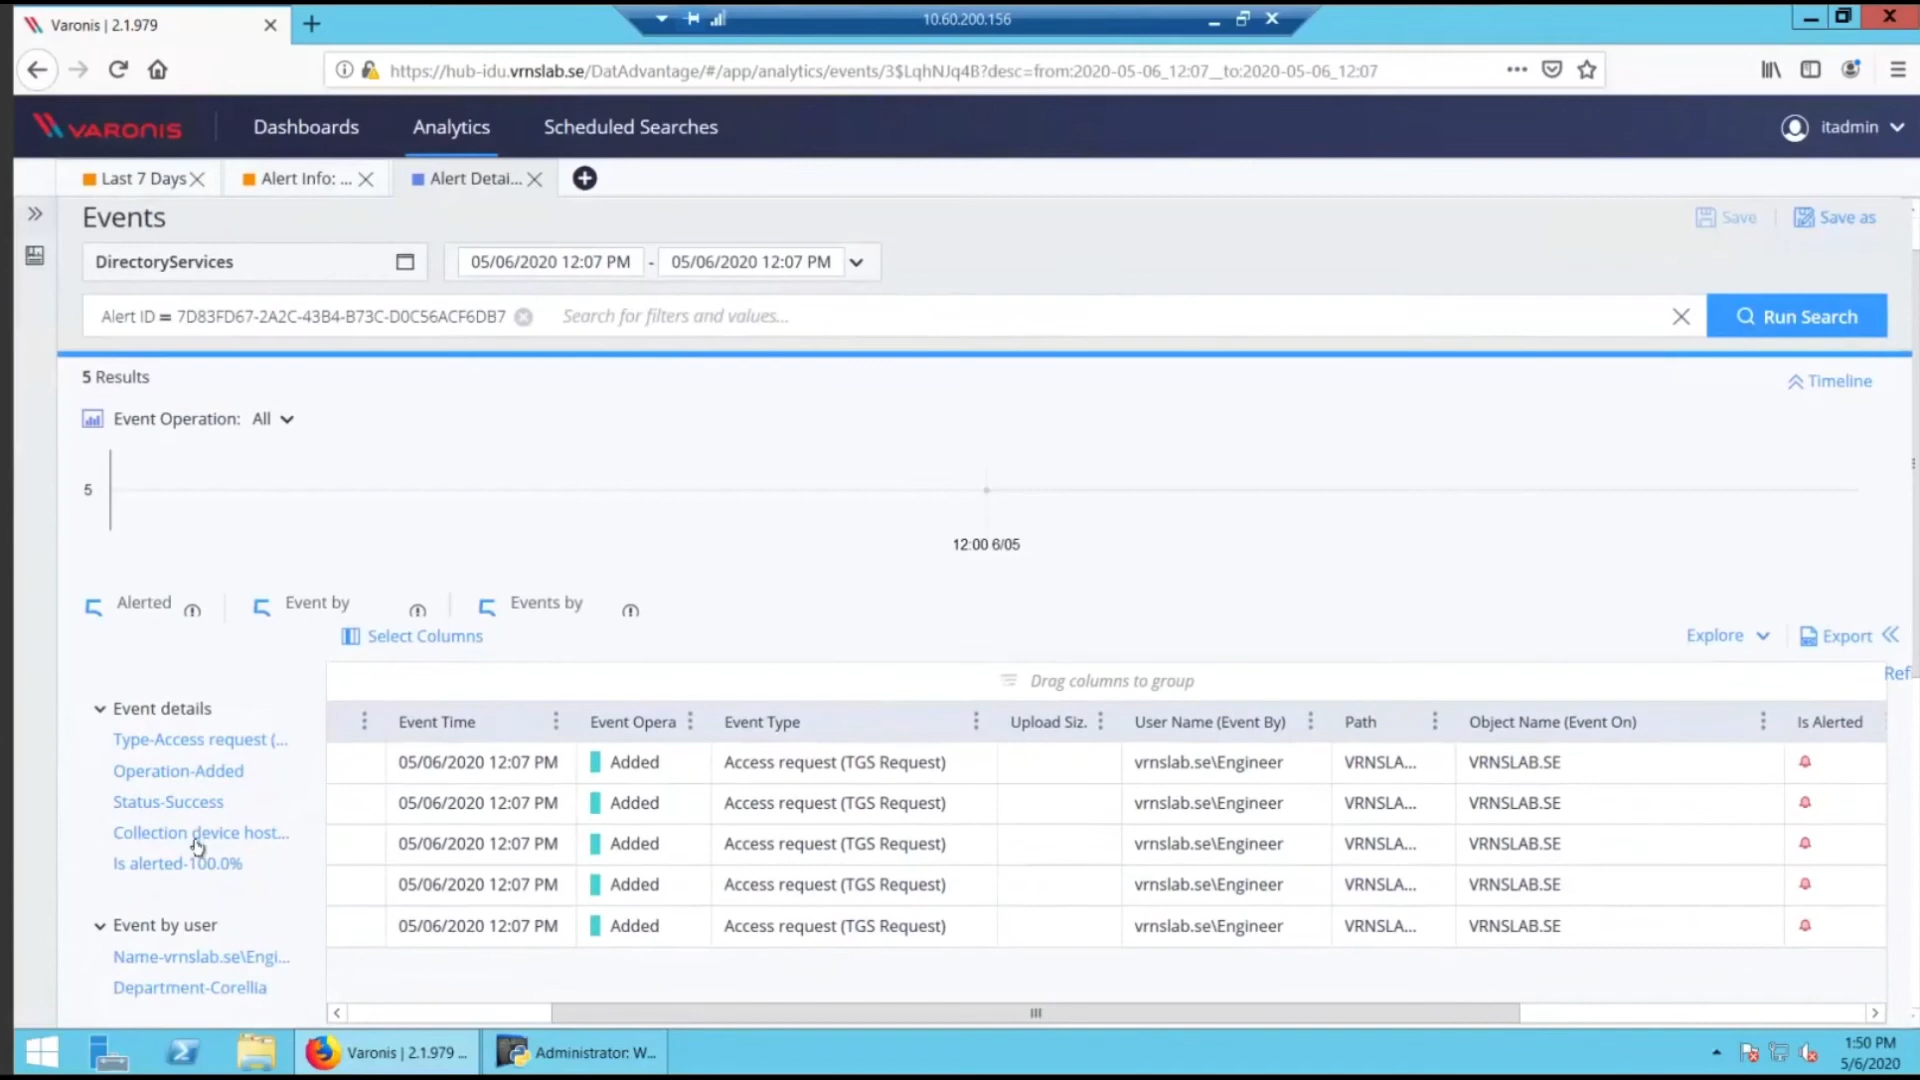 Varonis | 2.1.979
10.60.200.156
https://hub-idu.vrnslab.se/DatAdvantage/#/app/analytics/events/3$LqhNJq4B?desc=from:2020-05-06_12:07__to:2020-05-06_12:07
VARONIS
Dashboards
Analytics
Scheduled Searches
itadmin
Last 7 Days
Alert Info: ...
Alert Detai...
Events
Save
Save as
DirectoryServices
05/06/2020 12:07 PM - 05/06/2020 12:07 PM
Alert ID = 7D83FD67-2A2C-43B4-B73C-D0C56ACF6DB7
Search for filters and values...
Run Search
5 Results
Timeline
Event Operation: All
5
12:00 6/05
Alerted
Event by
Events by
Select Columns
Explore
Export
Ref
Drag columns to group
Event details
Type-Access request (...
Operation-Added
Status-Success
Collection device host...
Is alerted-100.0%
Event by user
Name-vrnslab.se\Engi...
Department-Corellia
Event Time Event Opera Event Type Upload Siz. User Name (Event By) Path Object Name (Event On) Is Alerted
05/06/2020 12:07 PM Added Access request (TGS Request) vrnslab.se\Engineer VRNSLA... VRNSLAB.SE
05/06/2020 12:07 PM Added Access request (TGS Request) vrnslab.se\Engineer VRNSLA... VRNSLAB.SE
05/06/2020 12:07 PM Added Access request (TGS Request) vrnslab.se\Engineer VRNSLA... VRNSLAB.SE
05/06/2020 12:07 PM Added Access request (TGS Request) vrnslab.se\Engineer VRNSLA... VRNSLAB.SE
05/06/2020 12:07 PM Added Access request (TGS Request) vrnslab.se\Engineer VRNSLA... VRNSLAB.SE
Varonis | 2.1.979 ...
Administrator: W...
1:50 PM
5/6/2020